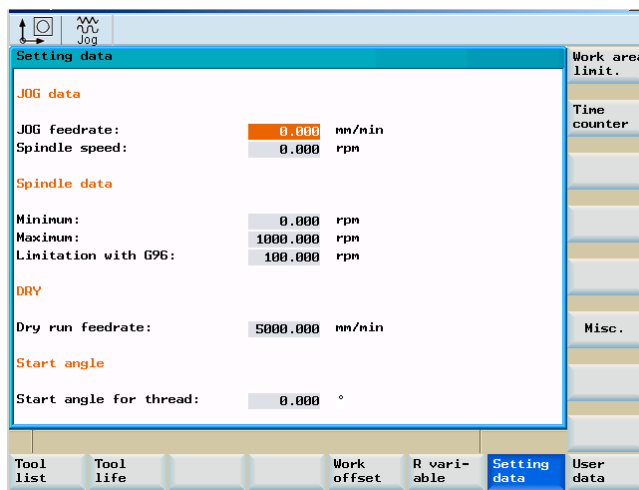 Jog
Setting data
Work area
limit.
JOG data
Time
counter
JOG feedrate: 0.000 mm/min
Spindle speed: 0.000 rpm
Spindle data
Minimum: 0.000 rpm
Maximum: 1000.000 rpm
Limitation with G96: 100.000 rpm
DRY
Dry run feedrate: 5000.000 mm/min
Misc.
Start angle
Start angle for thread: 0.000 °
Tool
list
Tool
life
Work
offset
R vari-
able
Setting
data
User
data